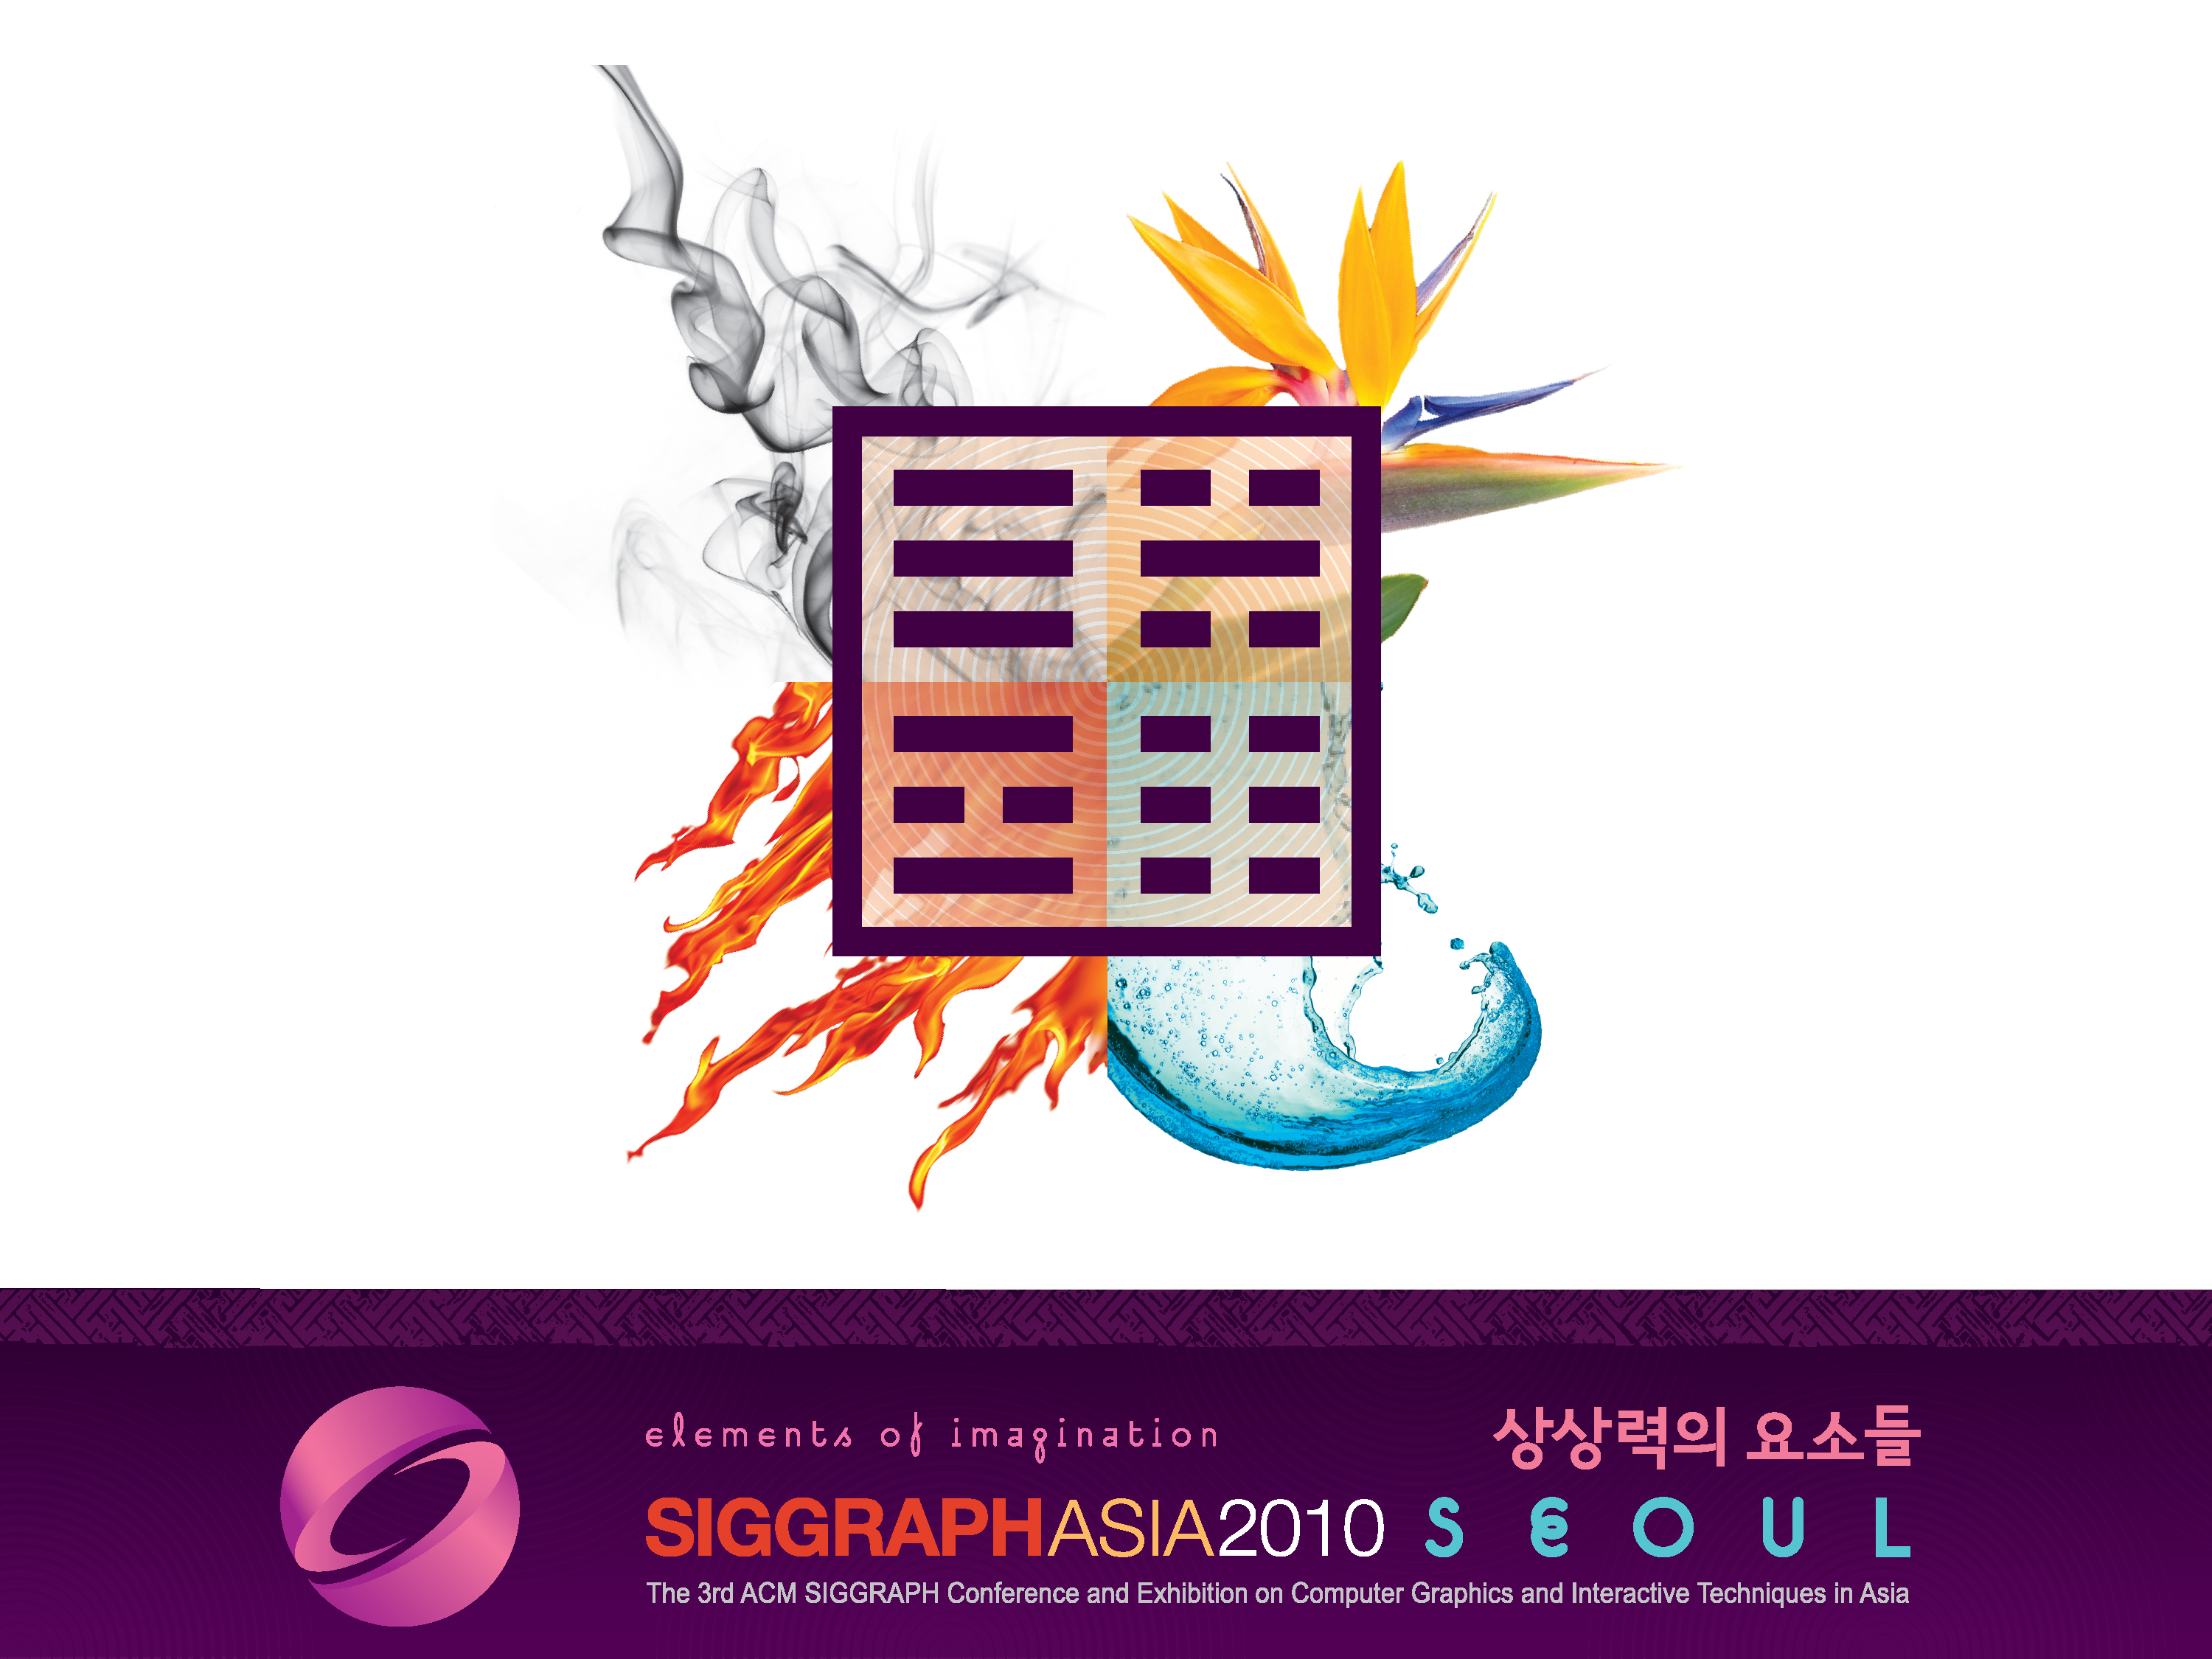 elements of imagination
상상력의 요소들
SIGGRAPHASIA2010 SEOUL
The 3rd ACM SIGGRAPH Conference and Exhibition on Computer Graphics and Interactive Techniques in Asia